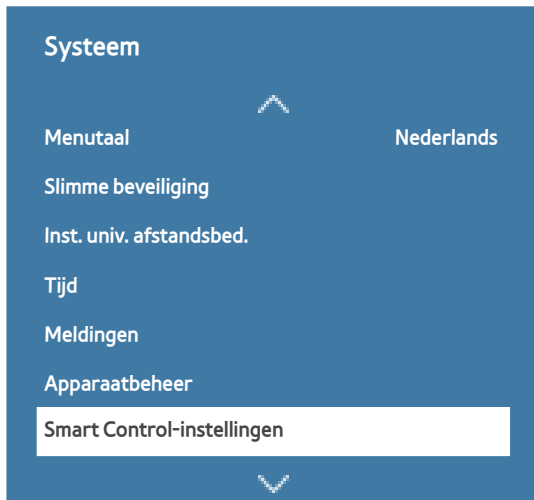 Systeem
Menutaal Nederlands
Slimme beveiliging
Inst. univ. afstandsbed.
Tijd
Meldingen
Apparaatbeheer
Smart Control-instellingen